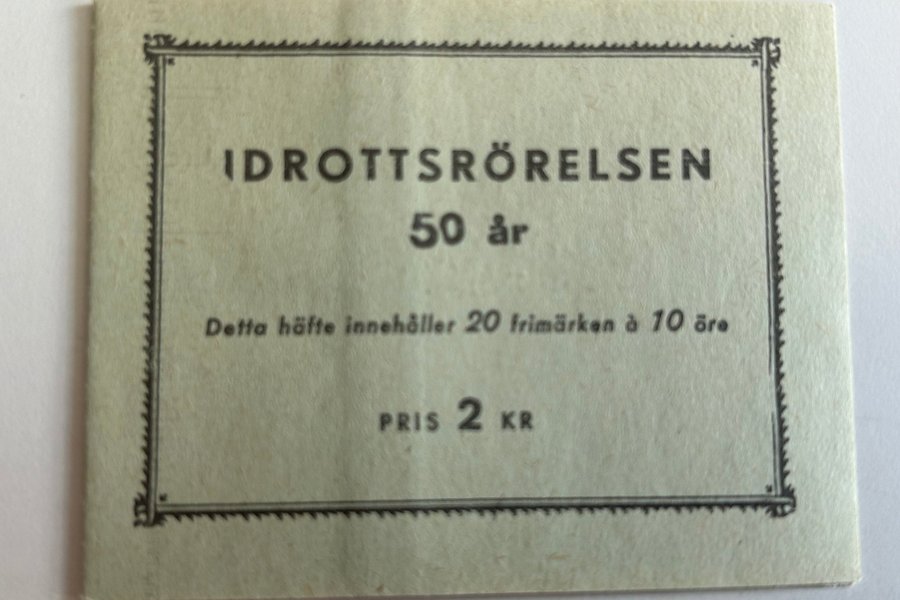 IDROTTSRÖRELSEN
50 år
Detta häfte innehåller 20 frimärken à 10 öre
PRIS 2 KR